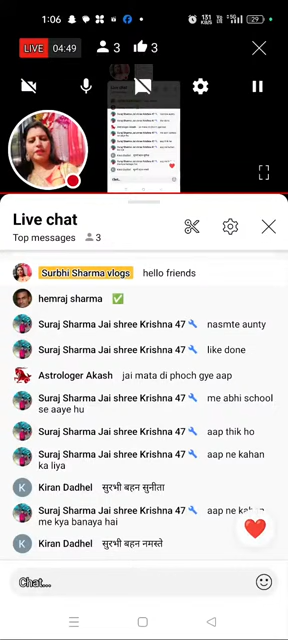 1:06
131
5G
29
LIVE 04:49 3 3
Live chat
Top messages 3
Surbhi Sharma vlogs hello friends
hemraj sharma ✅
Suraj Sharma Jai shree Krishna 47 nasmte aunty
Suraj Sharma Jai shree Krishna 47 like done
Astrologer Akash jai mata di phoch gye aap
Suraj Sharma Jai shree Krishna 47 me abhi school
se aaye hu
Suraj Sharma Jai shree Krishna 47 aap thik ho
Suraj Sharma Jai shree Krishna 47 aap ne kahan
ka liya
K Kiran Dadhel सुरभी बहन सुनीता
Suraj Sharma Jai shree Krishna 47 aap ne
me kya banaya hai
K Kiran Dadhel सुरभी बहन नमस्ते
Chat...